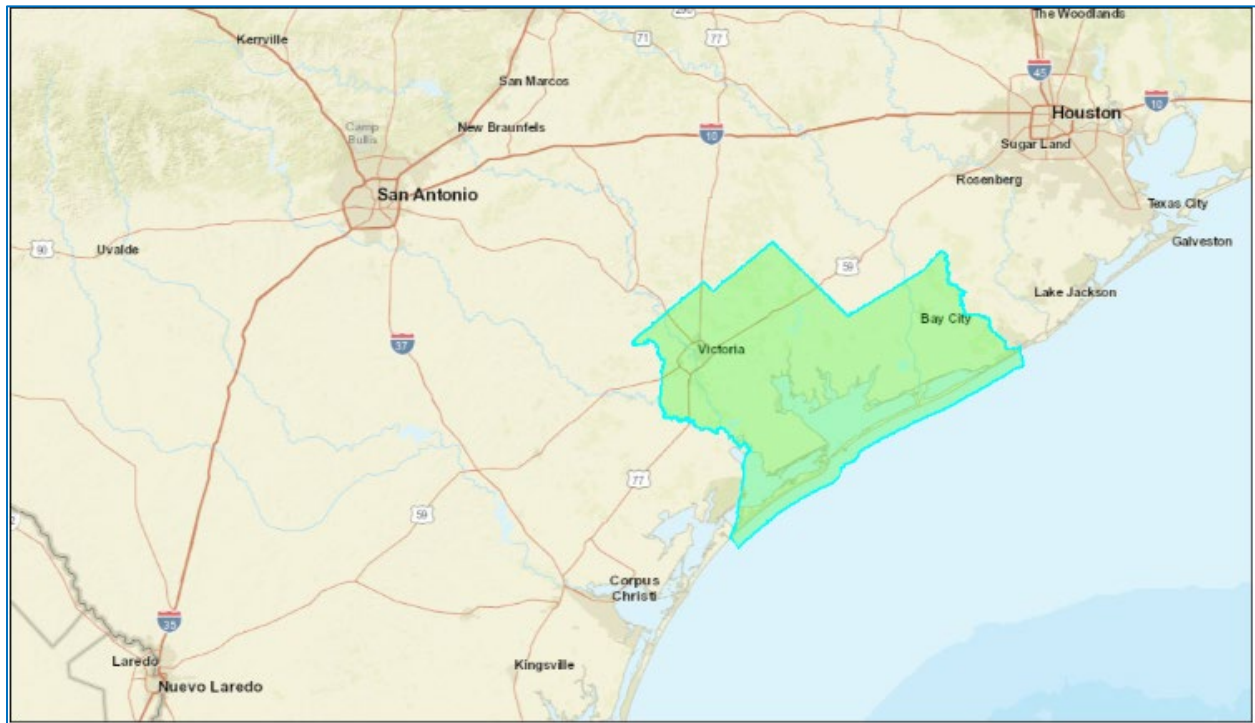 The Woodlands
290
77
71
Kerrville
45
San Marcos
10
Camp
Bullis
Houston
New Braunfels
10
Sugar Land
Rosenberg
San Antonio
Texas City
90
Uvalde
Galveston
59
Lake Jackson
Bay City
37
Victoria
77
59
Corpus
Christi
35
Laredo
Kingsville
Nuevo Laredo